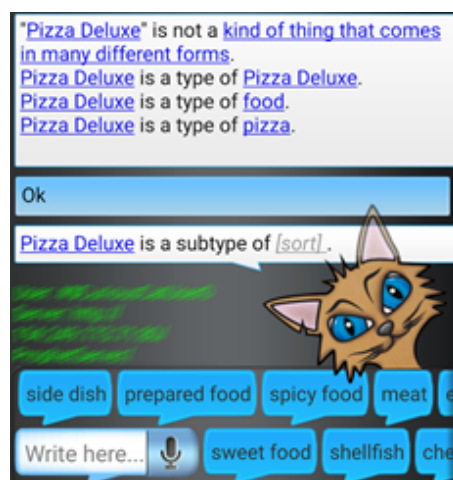 "Pizza Deluxe" is not a kind of thing that comes
in many different forms.
Pizza Deluxe is a type of Pizza Deluxe.
Pizza Deluxe is a type of food.
Pizza Deluxe is a type of pizza.
Ok
Pizza Deluxe is a subtype of [sort] .
side dish prepared food spicy food meat
Write here... sweet food shellfish che